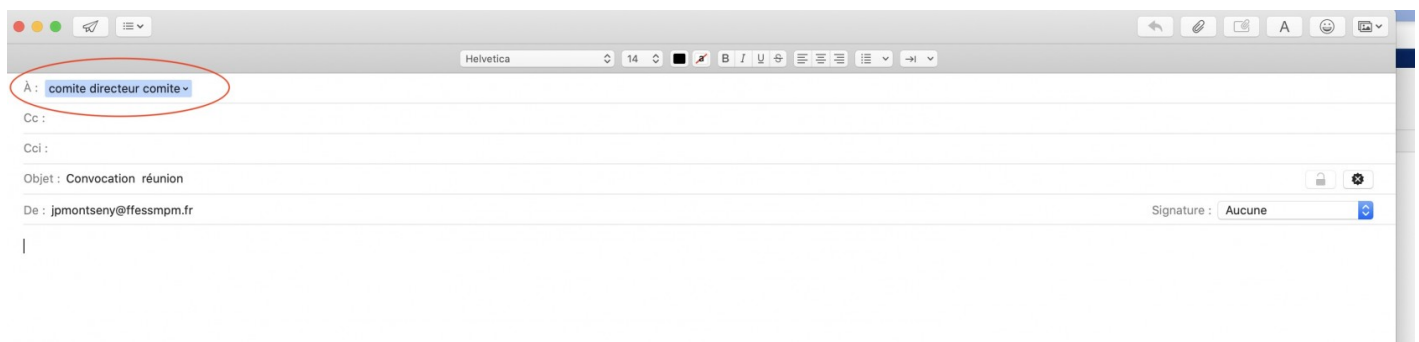 Helvetica 14 a B I U S
À : comite directeur comite
Cc :
Cci :
Objet : Convocation réunion
De : jpmontseny@ffessmpm.fr Signature : Aucune